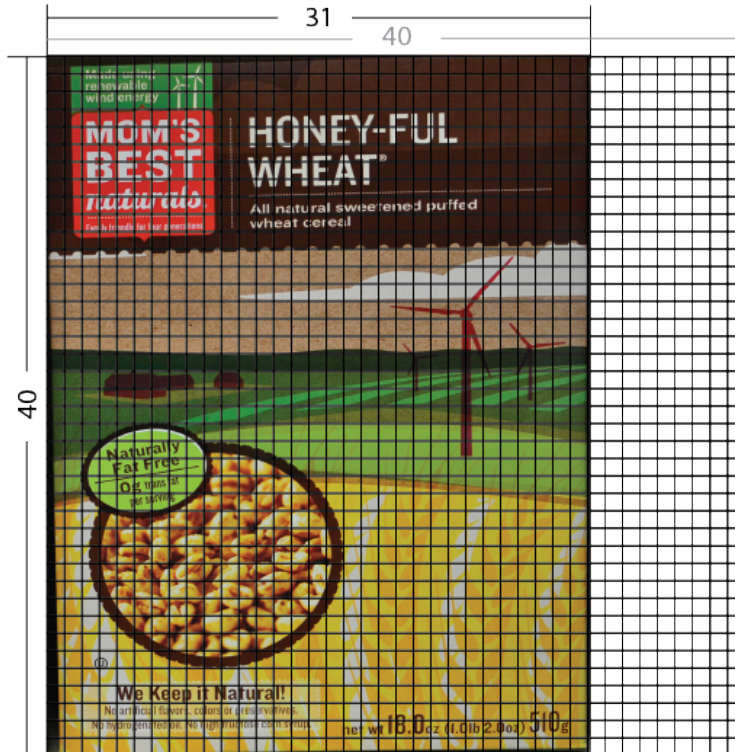 31
40
40
Made using
renewable
wind energy
MOM'S
BEST
naturals
Family friendly for four generations
HONEY-FUL
WHEAT®
All natural sweetened puffed
wheat cereal
Naturally
Fat Free
0g trans fat
per serving
U
We Keep it Natural!
No artificial flavors, colors or preservatives.
No hydrogenated oil. No high fructose corn syrup.
net wt 18.0oz (1.0lb 2.0oz) 510g